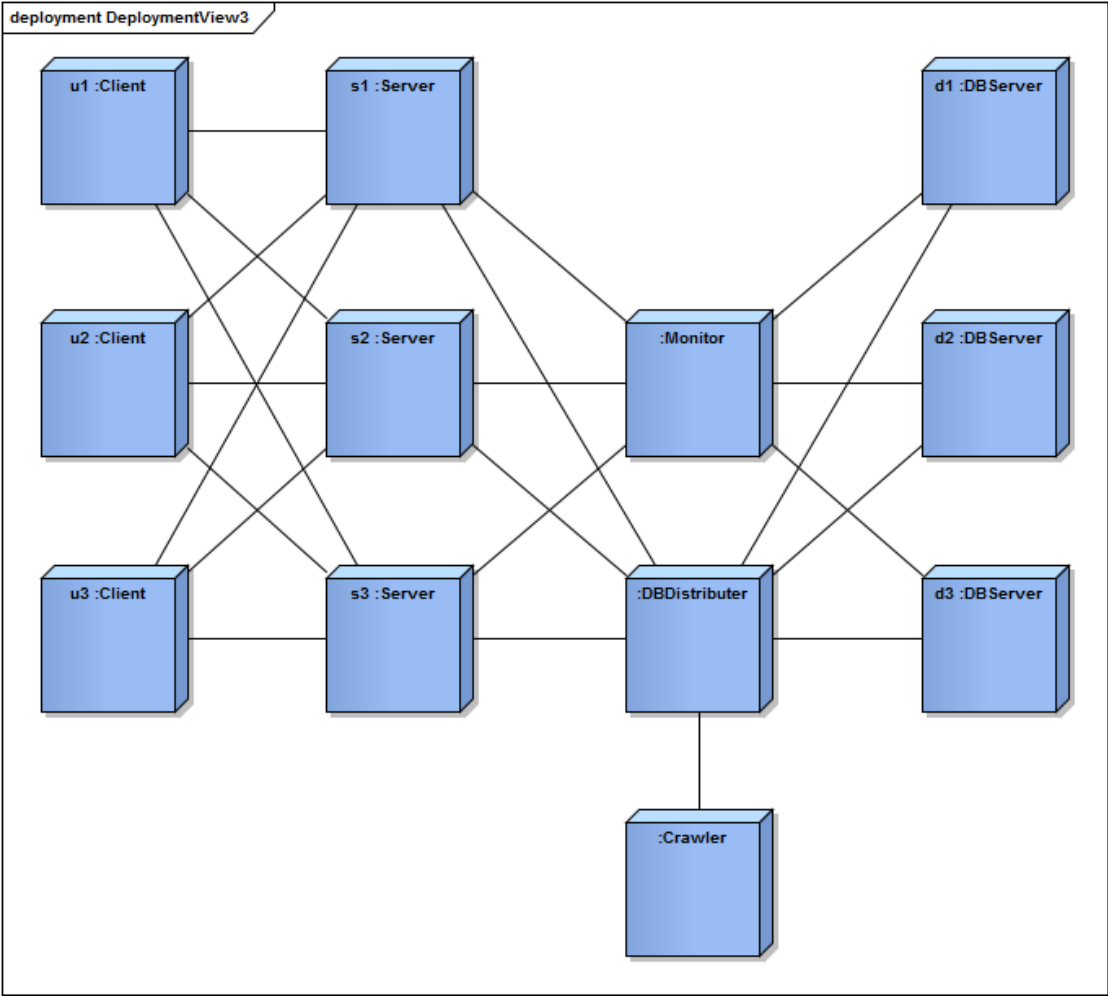 deployment DeploymentView3
u1 :Client
s1 :Server
d1 :DBServer
u2 :Client
s2 :Server
:Monitor
d2 :DBServer
u3 :Client
s3 :Server
:DBDistributer
d3 :DBServer
:Crawler